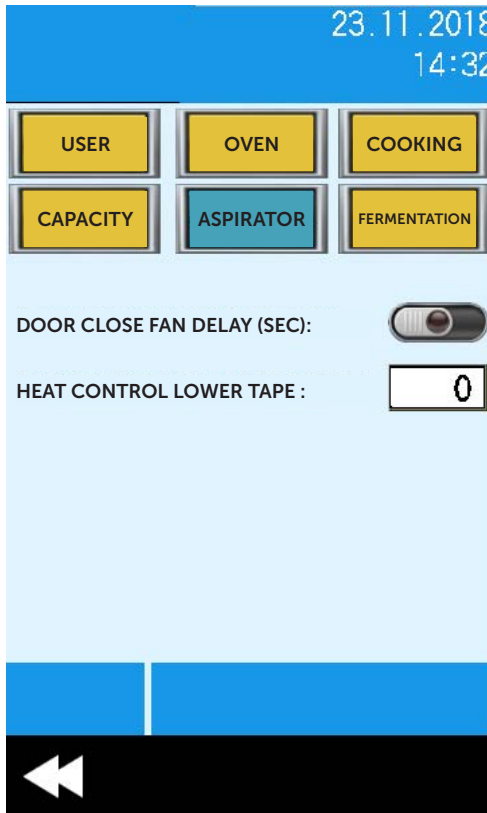 23.11.2018
14:32
USER OVEN COOKING
CAPACITY ASPIRATOR FERMENTATION
DOOR CLOSE FAN DELAY (SEC):
HEAT CONTROL LOWER TAPE : 0